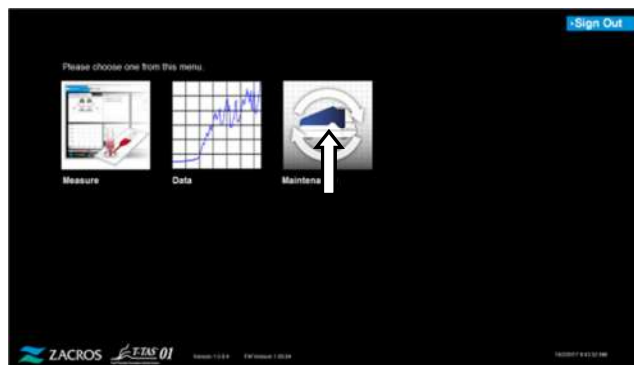 ›Sign Out
Please choose one from this menu.
Measure
Data
Maintena
ZACROS
T-TAS 01